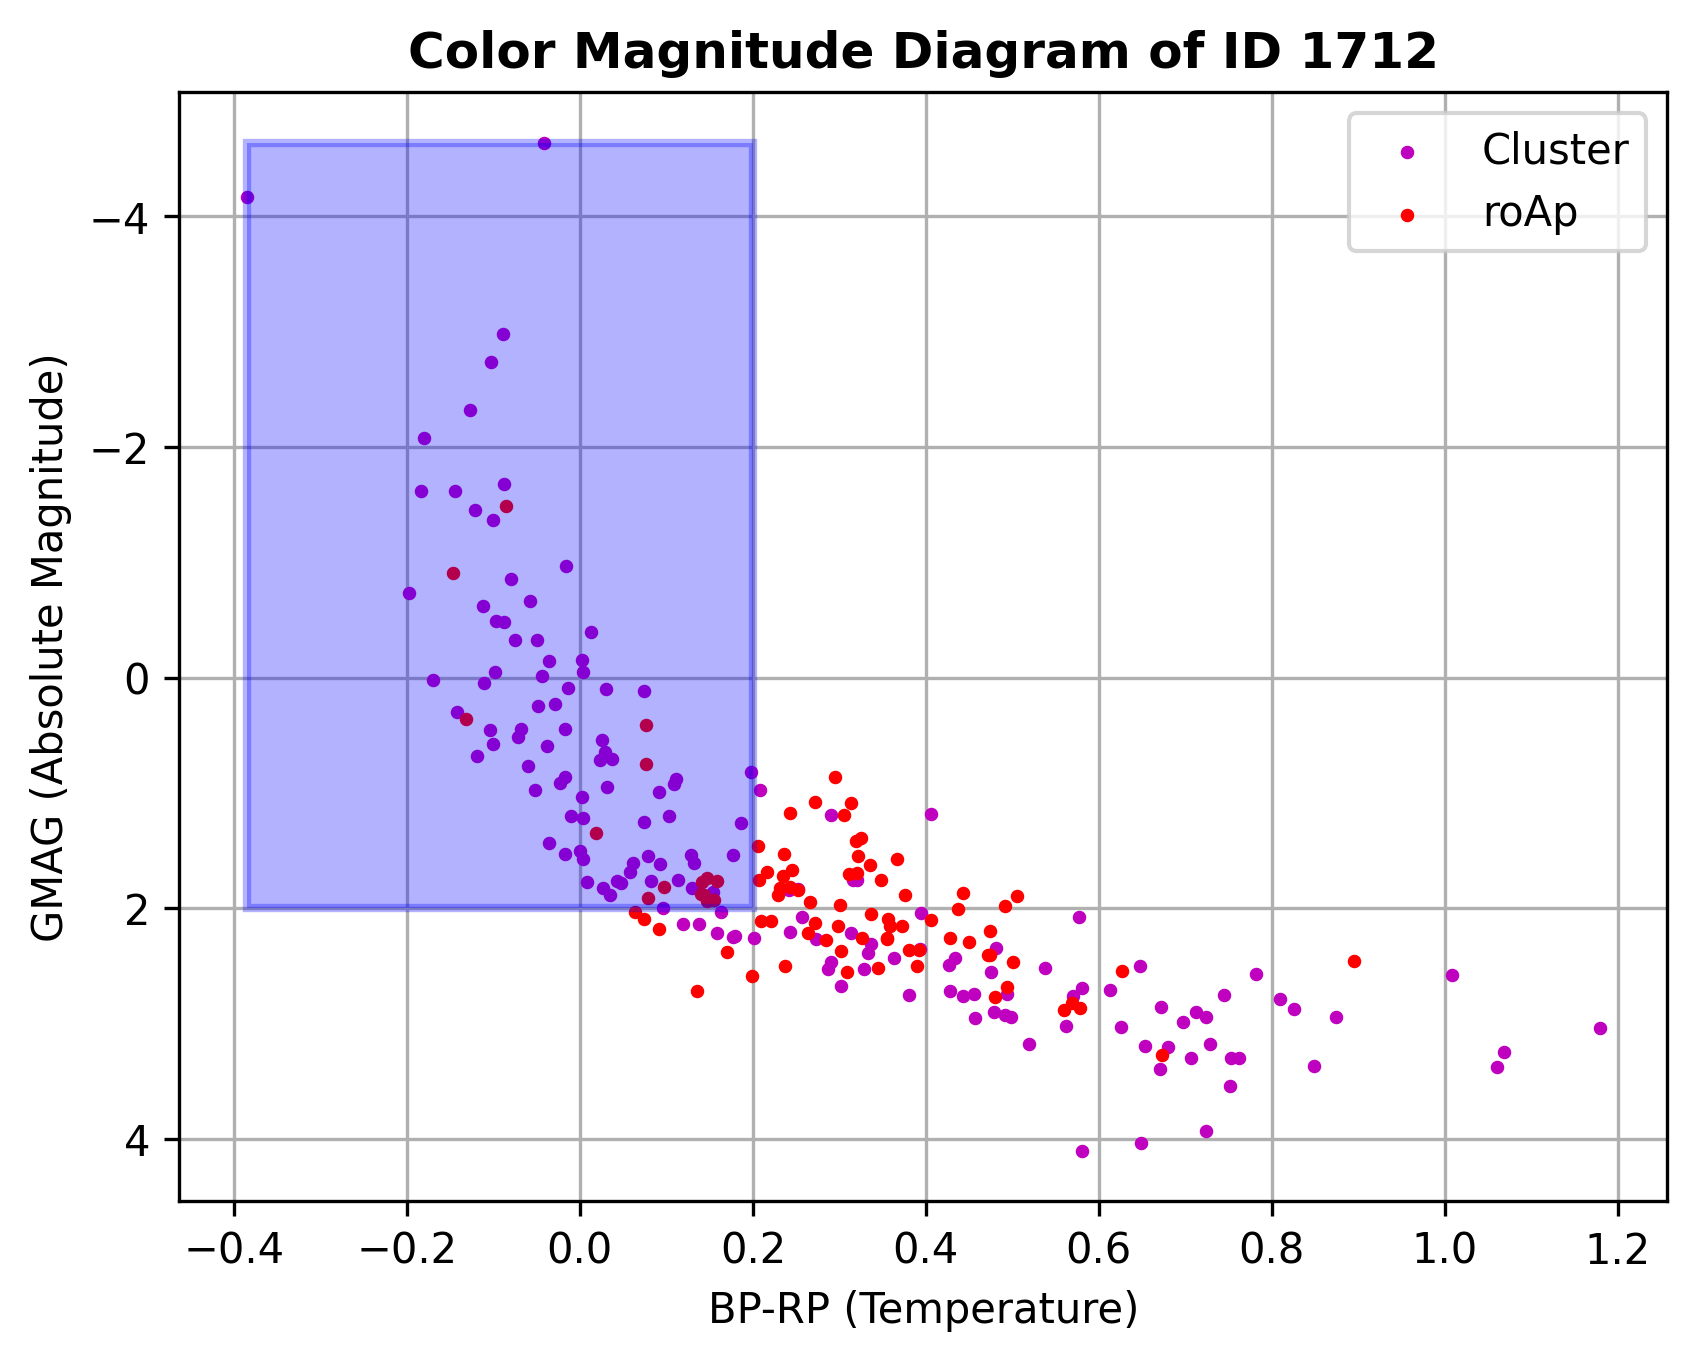 Color Magnitude Diagram of ID 1712
Cluster
roAp
GMAG (Absolute Magnitude)
−4
−2
0
2
4
−0.4 −0.2 0.0 0.2 0.4 0.6 0.8 1.0 1.2
BP-RP (Temperature)